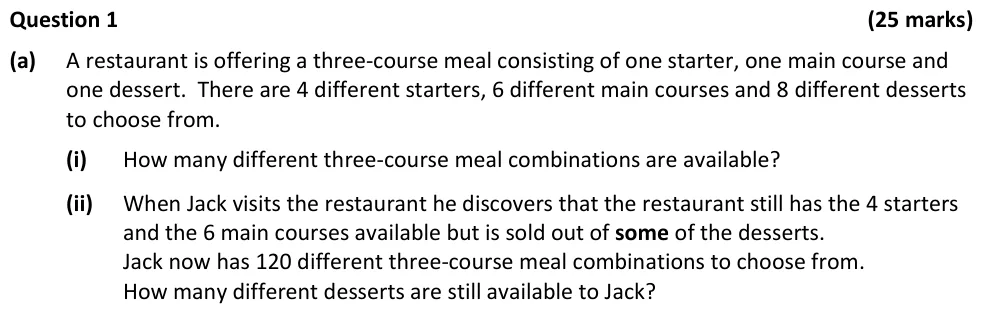 Question 1 (25 marks)
(a) A restaurant is offering a three-course meal consisting of one starter, one main course and
one dessert. There are 4 different starters, 6 different main courses and 8 different desserts
to choose from.
(i) How many different three-course meal combinations are available?
(ii) When Jack visits the restaurant he discovers that the restaurant still has the 4 starters
and the 6 main courses available but is sold out of some of the desserts.
Jack now has 120 different three-course meal combinations to choose from.
How many different desserts are still available to Jack?